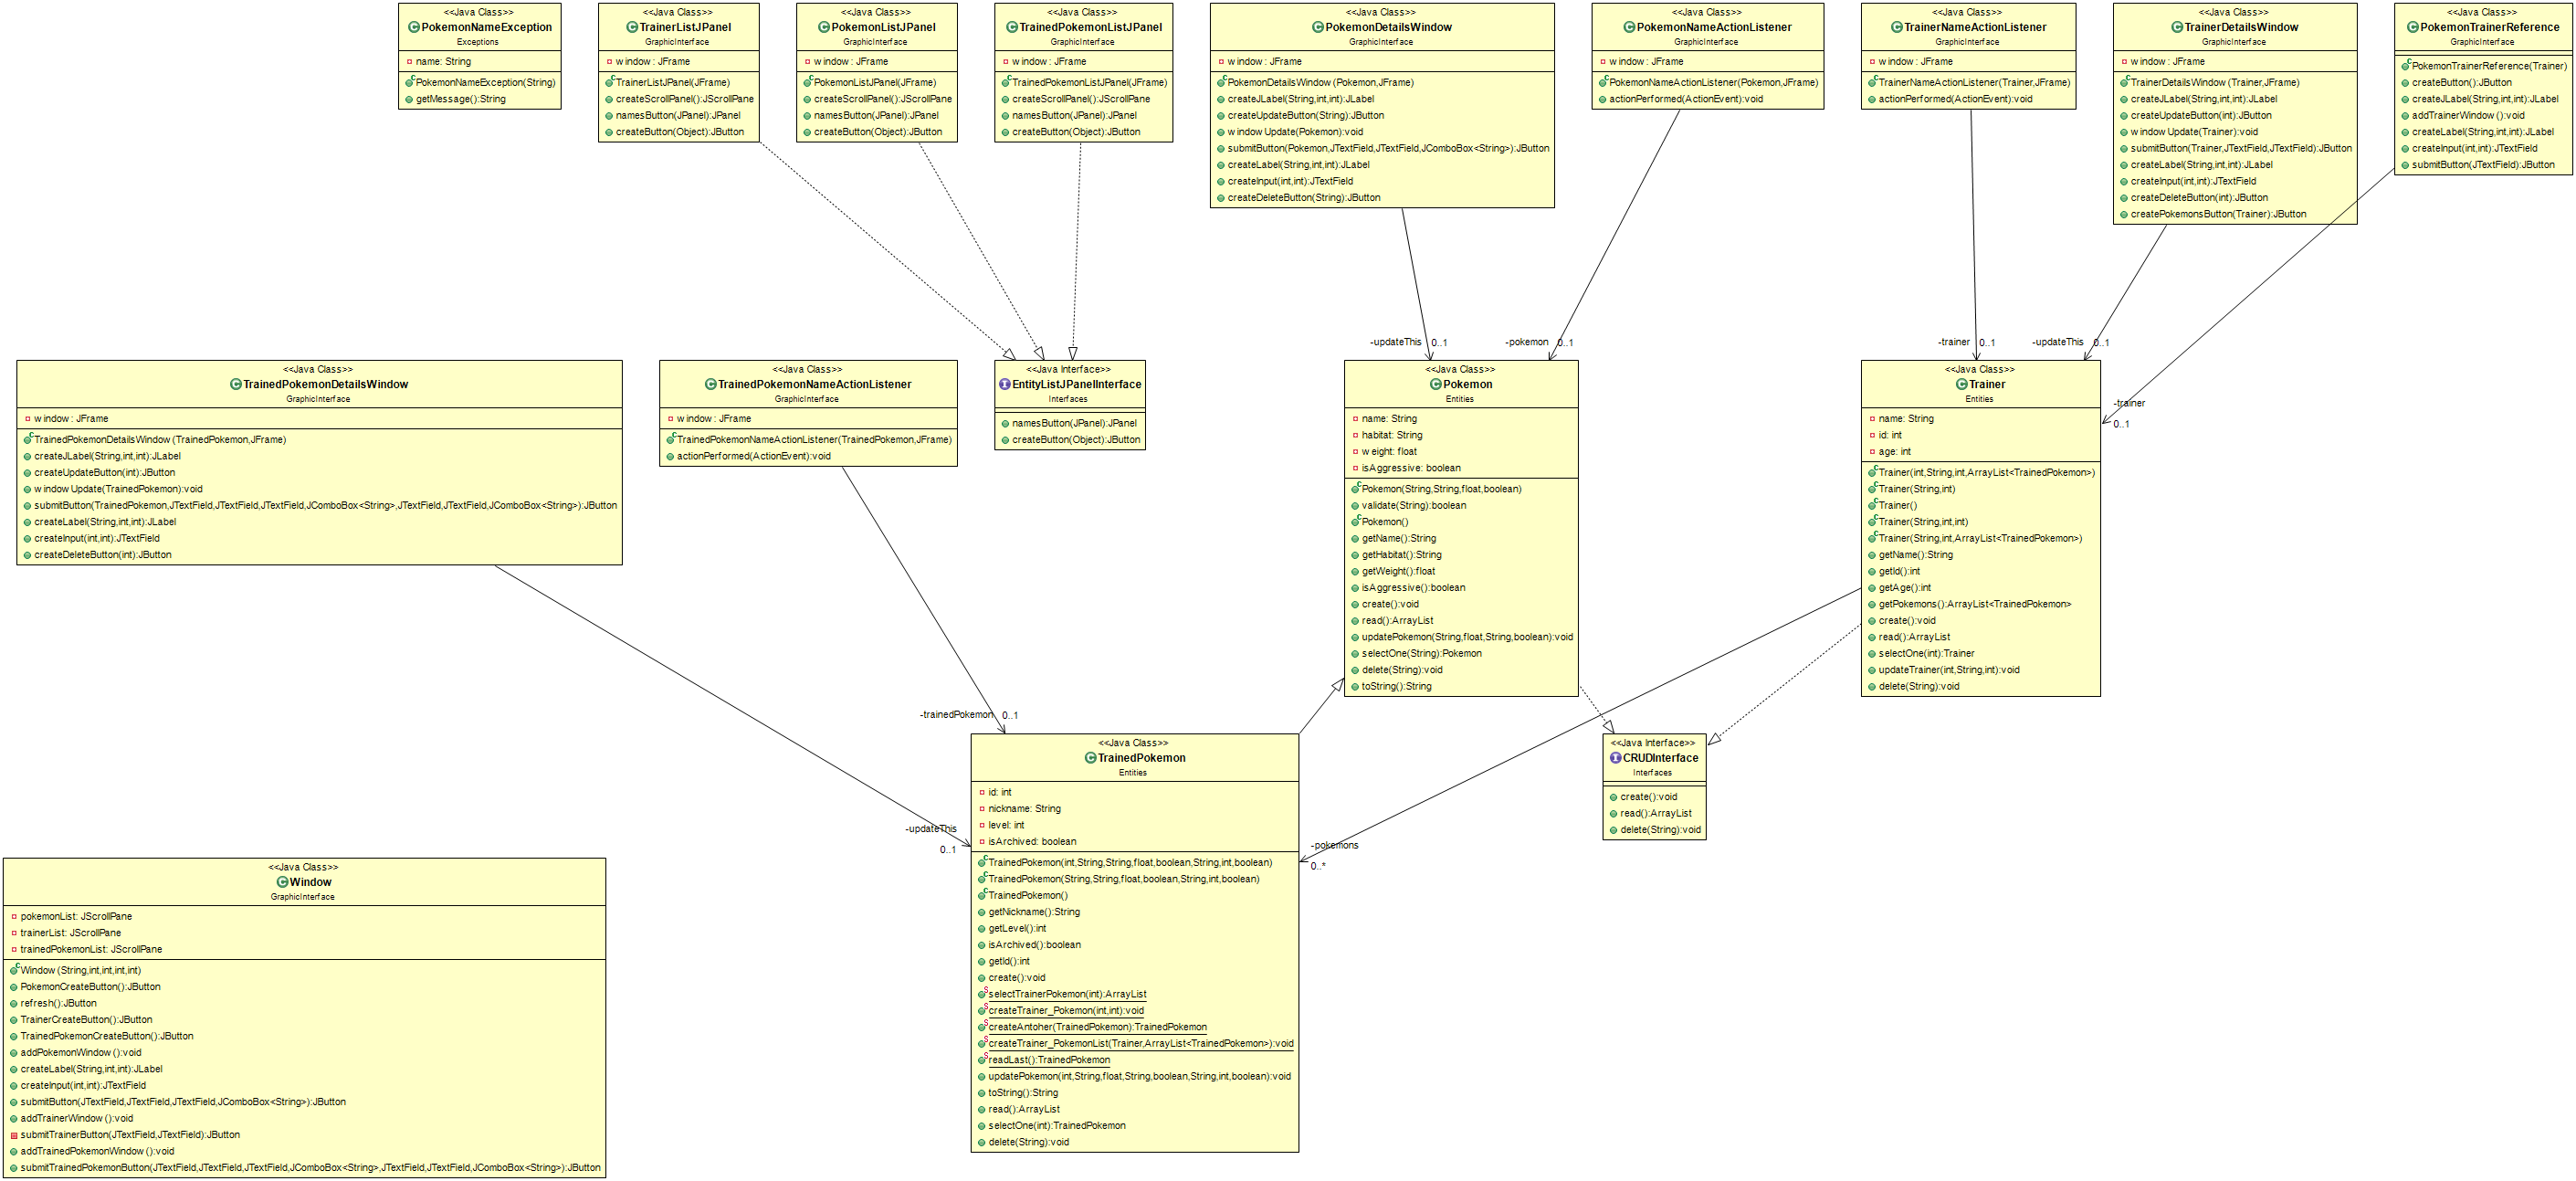 <<Java Class>>
PokemonNameException
Exceptions
name: String
PokemonNameException(String)
getMessage():String
<<Java Class>>
TrainerListJPanel
GraphicInterface
window: JFrame
TrainerListJPanel(JFrame)
createScrollPanel():JScrollPane
namesButton(JPanel):JPanel
createButton(Object):JButton
<<Java Class>>
PokemonListJPanel
GraphicInterface
window: JFrame
PokemonListJPanel(JFrame)
createScrollPanel():JScrollPane
namesButton(JPanel):JPanel
createButton(Object):JButton
<<Java Class>>
TrainedPokemonListJPanel
GraphicInterface
window: JFrame
TrainedPokemonListJPanel(JFrame)
createScrollPanel():JScrollPane
namesButton(JPanel):JPanel
createButton(Object):JButton
<<Java Class>>
PokemonDetailsWindow
GraphicInterface
window: JFrame
PokemonDetailsWindow(Pokemon,JFrame)
createJLabel(String,int,int):JLabel
createUpdateButton(String):JButton
windowUpdate(Pokemon):void
submitButton(Pokemon,JTextField,JTextField,JComboBox<String>):JButton
createLabel(String,int,int):JLabel
createInput(int,int):JTextField
createDeleteButton(String):JButton
<<Java Class>>
PokemonNameActionListener
GraphicInterface
window: JFrame
PokemonNameActionListener(Pokemon,JFrame)
actionPerformed(ActionEvent):void
<<Java Class>>
TrainerNameActionListener
GraphicInterface
window: JFrame
TrainerNameActionListener(Trainer,JFrame)
actionPerformed(ActionEvent):void
<<Java Class>>
TrainerDetailsWindow
GraphicInterface
window: JFrame
TrainerDetailsWindow(Trainer,JFrame)
createJLabel(String,int,int):JLabel
createUpdateButton(int):JButton
windowUpdate(Trainer):void
submitButton(Trainer,JTextField,JTextField):JButton
createLabel(String,int,int):JLabel
createInput(int,int):JTextField
createDeleteButton(int):JButton
createPokemonsButton(Trainer):JButton
<<Java Class>>
PokemonTrainerReference
GraphicInterface
PokemonTrainerReference(Trainer)
createButton():JButton
createJLabel(String,int,int):JLabel
addTrainerWindow():void
createLabel(String,int,int):JLabel
createInput(int,int):JTextField
submitButton(JTextField):JButton
-updateThis 0..1
-pokemon 0..1
-trainer 0..1
-updateThis 0..1
-trainer
0..1
<<Java Class>>
TrainedPokemonDetailsWindow
GraphicInterface
window: JFrame
TrainedPokemonDetailsWindow(TrainedPokemon,JFrame)
createJLabel(String,int,int):JLabel
createUpdateButton(int):JButton
windowUpdate(TrainedPokemon):void
submitButton(TrainedPokemon,JTextField,JTextField,JTextField,JComboBox<String>,JTextField,JTextField,JComboBox<String>):JButton
createLabel(String,int,int):JLabel
createInput(int,int):JTextField
createDeleteButton(int):JButton
<<Java Class>>
TrainedPokemonNameActionListener
GraphicInterface
window: JFrame
TrainedPokemonNameActionListener(TrainedPokemon,JFrame)
actionPerformed(ActionEvent):void
<<Java Interface>>
EntityListJPanelInterface
Interfaces
namesButton(JPanel):JPanel
createButton(Object):JButton
<<Java Class>>
Pokemon
Entities
name: String
habitat: String
weight: float
isAggressive: boolean
Pokemon(String,String,float,boolean)
validate(String):boolean
Pokemon()
getName():String
getHabitat():String
getWeight():float
isAggressive():boolean
create():void
read():ArrayList
updatePokemon(String,float,String,boolean):void
selectOne(String):Pokemon
delete(String):void
toString():String
<<Java Class>>
Trainer
Entities
name: String
id: int
age: int
Trainer(int,String,int,ArrayList<TrainedPokemon>)
Trainer(String,int)
Trainer()
Trainer(String,int,int)
Trainer(String,int,ArrayList<TrainedPokemon>)
getName():String
getId():int
getAge():int
getPokemons():ArrayList<TrainedPokemon>
create():void
read():ArrayList
selectOne(int):Trainer
updateTrainer(int,String,int):void
delete(String):void
-trainedPokemon 0..1
-updateThis
0..1
-pokemons
0..*
<<Java Class>>
TrainedPokemon
Entities
id: int
nickname: String
level: int
isArchived: boolean
TrainedPokemon(int,String,String,float,boolean,String,int,boolean)
TrainedPokemon(String,String,float,boolean,String,int,boolean)
TrainedPokemon()
getNickname():String
getLevel():int
isArchived():boolean
getId():int
create():void
selectTrainerPokemon(int):ArrayList
createTrainer_Pokemon(int,int):void
createAntoher(TrainedPokemon):TrainedPokemon
createTrainer_PokemonList(Trainer,ArrayList<TrainedPokemon>):void
readLast():TrainedPokemon
updatePokemon(int,String,float,String,boolean,String,int,boolean):void
toString():String
read():ArrayList
selectOne(int):TrainedPokemon
delete(String):void
<<Java Interface>>
CRUDInterface
Interfaces
create():void
read():ArrayList
delete(String):void
<<Java Class>>
Window
GraphicInterface
pokemonList: JScrollPane
trainerList: JScrollPane
trainedPokemonList: JScrollPane
Window(String,int,int,int,int)
PokemonCreateButton():JButton
refresh():JButton
TrainerCreateButton():JButton
TrainedPokemonCreateButton():JButton
addPokemonWindow():void
createLabel(String,int,int):JLabel
createInput(int,int):JTextField
submitButton(JTextField,JTextField,JTextField,JComboBox<String>):JButton
addTrainerWindow():void
submitTrainerButton(JTextField,JTextField):JButton
addTrainedPokemonWindow():void
submitTrainedPokemonButton(JTextField,JTextField,JTextField,JComboBox<String>,JTextField,JTextField,JComboBox<String>):JButton